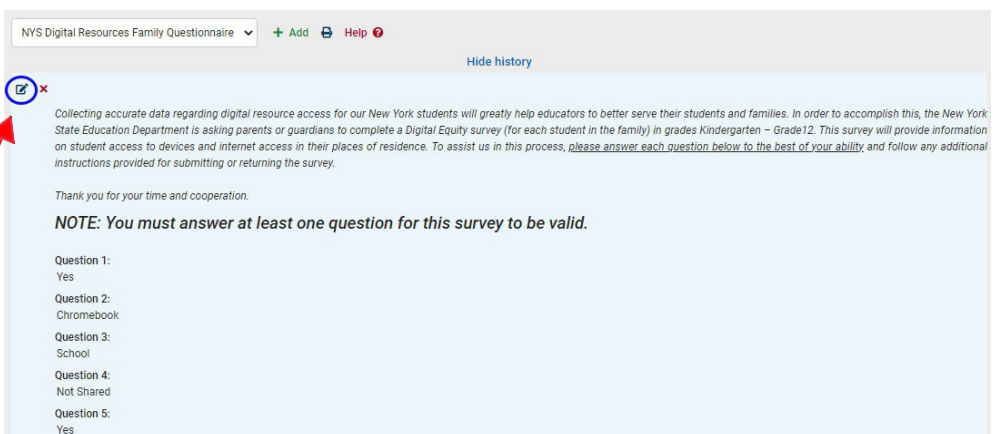 NYS Digital Resources Family Questionnaire + Add Help
Hide history
Collecting accurate data regarding digital resource access for our New York students will greatly help educators to better serve their students and families. In order to accomplish this, the New York
State Education Department is asking parents or guardians to complete a Digital Equity survey (for each student in the family) in grades Kindergarten – Grade12. This survey will provide information
on student access to devices and internet access in their places of residence. To assist us in this process, please answer each question below to the best of your ability and follow any additional
instructions provided for submitting or returning the survey.
Thank you for your time and cooperation.
NOTE: You must answer at least one question for this survey to be valid.
Question 1:
Yes
Question 2:
Chromebook
Question 3:
School
Question 4:
Not Shared
Question 5:
Yes